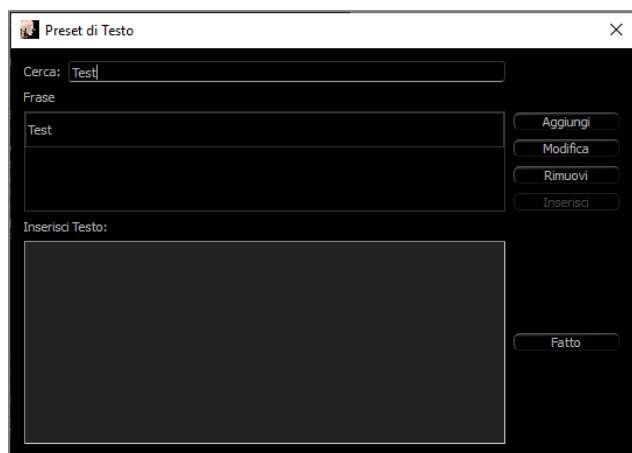 Preset di Testo
Cerca: Test
Frase
Test
Aggiungi
Modifica
Rimuovi
Inserisci
Inserisci Testo:
Fatto